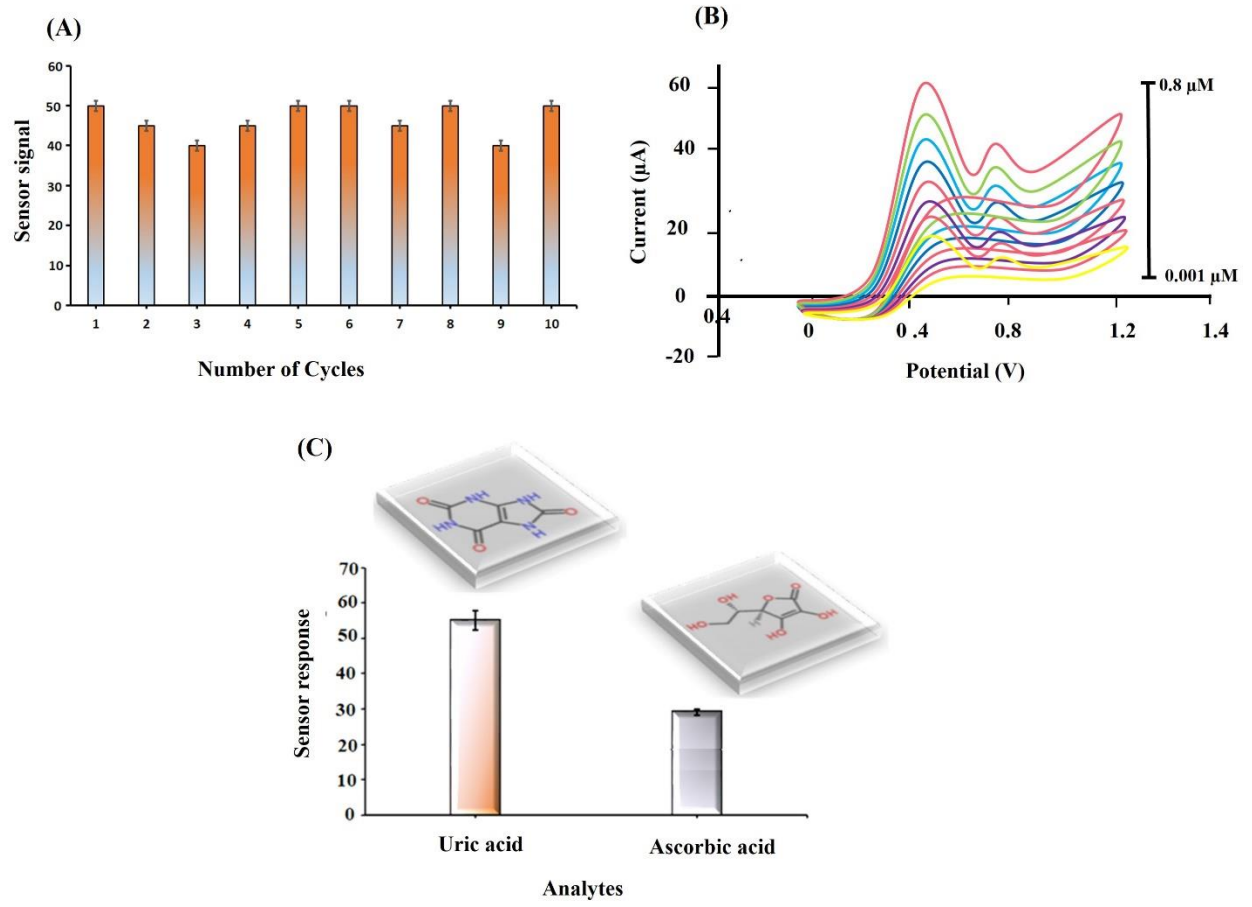 (A)
Sensor signal
60
50
40
30
20
10
0
1 2 3 4 5 6 7 8 9 10
Number of Cycles
(B)
Current (µA)
60
40
20
0
-20
0.4 0 0.4 0.8 1.2 1.4
Potential (V)
0.8 µM
0.001 µM
(C)
O NH NH O HN N H O
OH O O HO H HO OH
Sensor response
70
60
50
40
30
20
10
0
Uric acid Ascorbic acid
Analytes